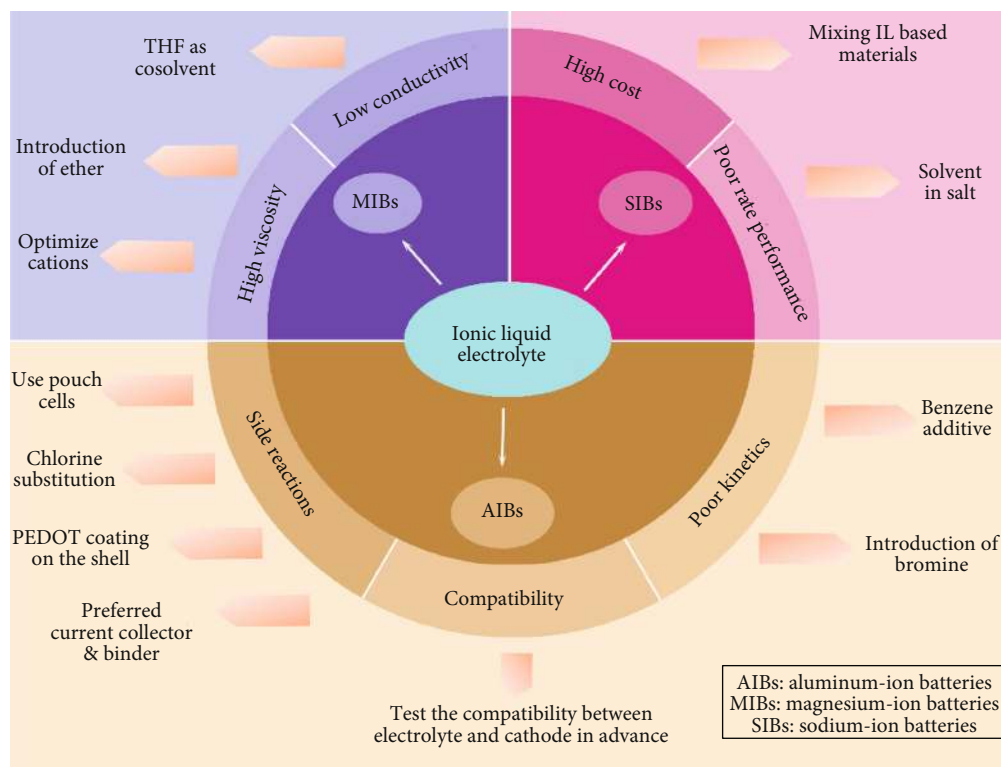 THF as
cosolvent
Introduction
of ether
Optimize
cations
Low conductivity
High viscosity
MIBs
High cost
Poor rate performance
SIBs
Mixing IL based
materials
Solvent
in salt
Ionic liquid
electrolyte
Use pouch
cells
Chlorine
substitution
PEDOT coating
on the shell
Preferred
current collector
& binder
Side reactions
AIBs
Compatibility
Poor kinetics
Benzene
additive
Introduction of
bromine
Test the compatibility between
electrolyte and cathode in advance
AIBs: aluminum-ion batteries
MIBs: magnesium-ion batteries
SIBs: sodium-ion batteries